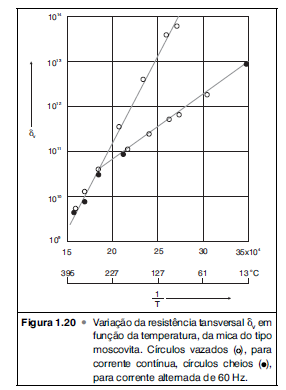 10¹⁴
10¹³
10¹²
δᵥ
10¹¹
10¹⁰
10⁹
15 20 25 30 35x10⁴
395 227 127 61 13 °C
1
T
Figura 1.20 • Variação da resistência tansversal δᵥ em
função da temperatura, da mica do tipo
moscovita. Círculos vazados (o), para
corrente contínua, círculos cheios (●),
para corrente alternada de 60 Hz.